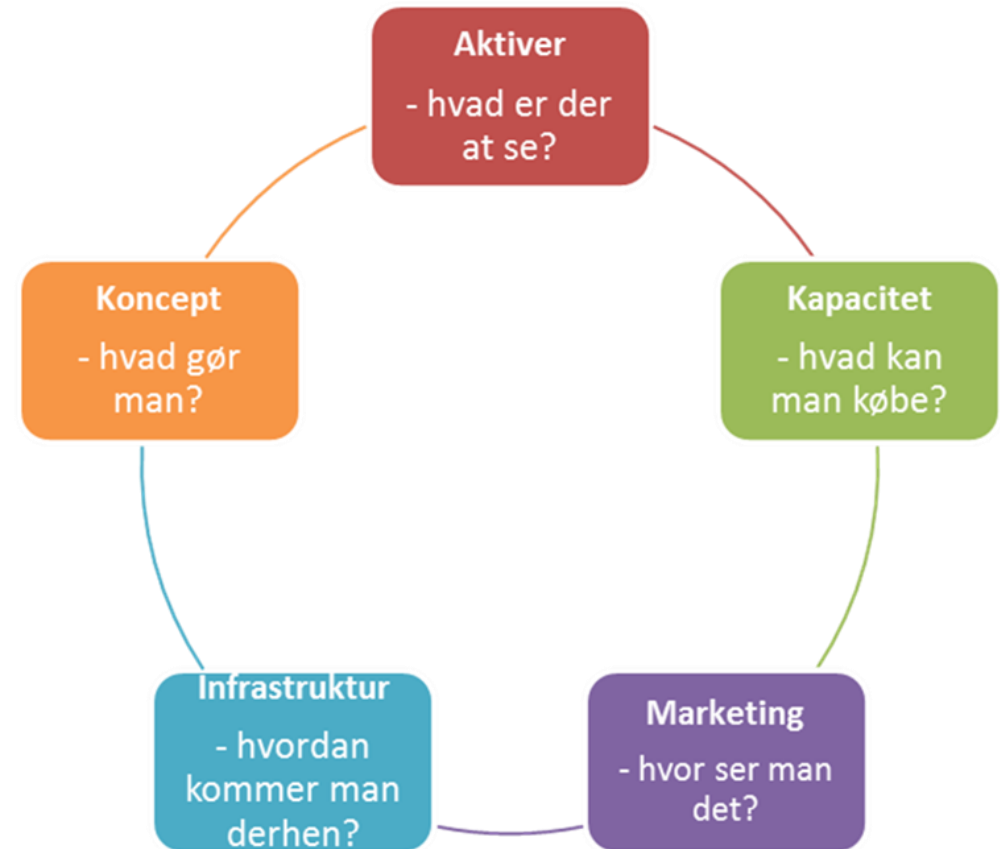 Aktiver
- hvad er der
at se?
Koncept
- hvad gør
man?
Kapacitet
- hvad kan
man købe?
Infrastruktur
- hvordan
kommer man
derhen?
Marketing
- hvor ser man
det?